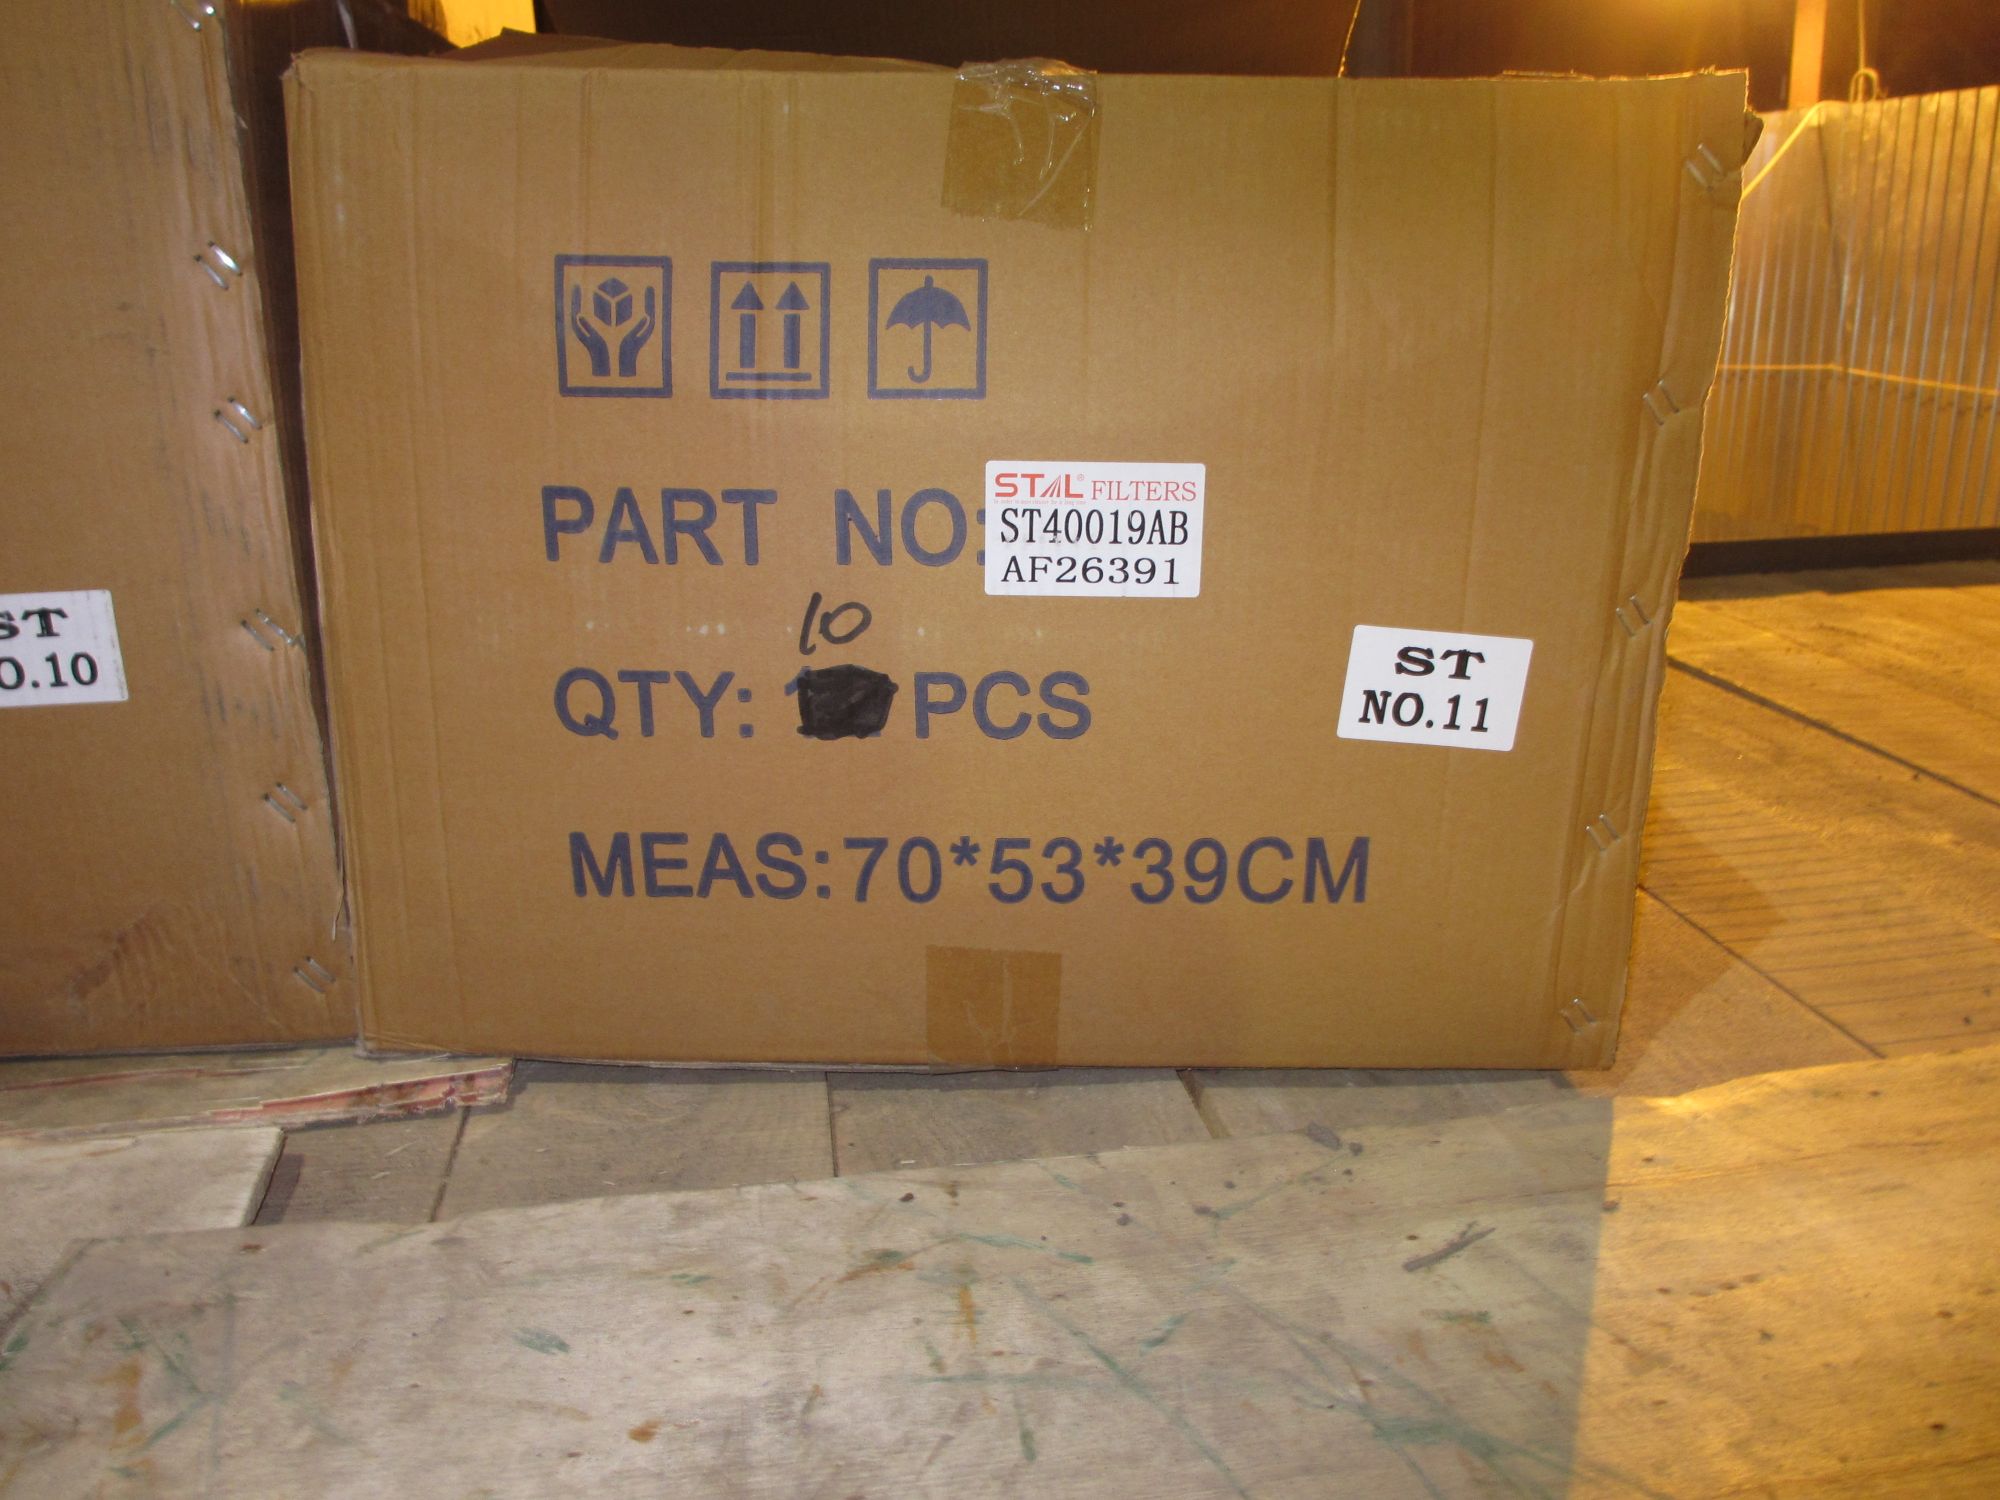 STAL® FILTERS
PART NO: ST40019AB
AF26391
10
QTY: PCS
ST
NO.11
MEAS:70*53*39CM
ST
O.10